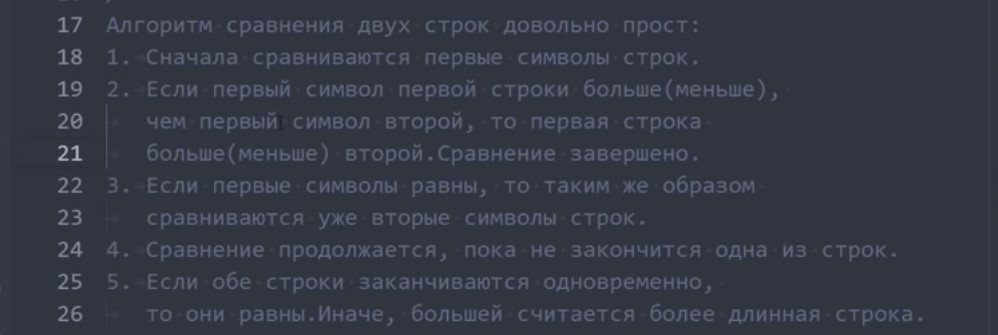 17 Алгоритм сравнения двух строк довольно прост:
18 1. Сначала сравниваются первые символы строк.
19 2. Если первый символ первой строки больше(меньше),
20 чем первый символ второй, то первая строка
21 больше(меньше) второй.Сравнение завершено.
22 3. Если первые символы равны, то таким же образом
23 сравниваются уже вторые символы строк.
24 4. Сравнение продолжается, пока не закончится одна из строк.
25 5. Если обе строки заканчиваются одновременно,
26 то они равны.Иначе, большей считается более длинная строка.